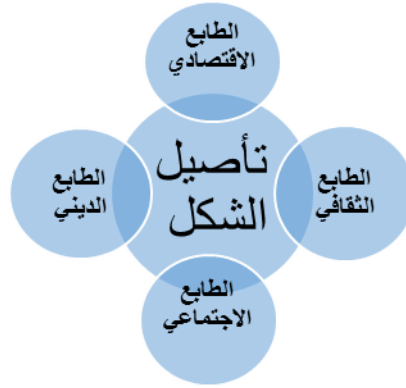 الطابع
الاقتصادي
تأصيل
الشكل
الطابع
الثقافي
الطابع
الديني
الطابع
الاجتماعي